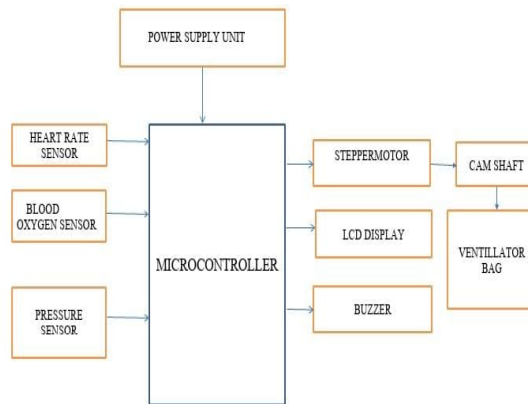 POWER SUPPLY UNIT
HEART RATE
SENSOR
BLOOD
OXYGEN SENSOR
PRESSURE
SENSOR
MICROCONTROLLER
STEPPERMOTOR
CAM SHAFT
LCD DISPLAY
VENTILLATOR
BAG
BUZZER